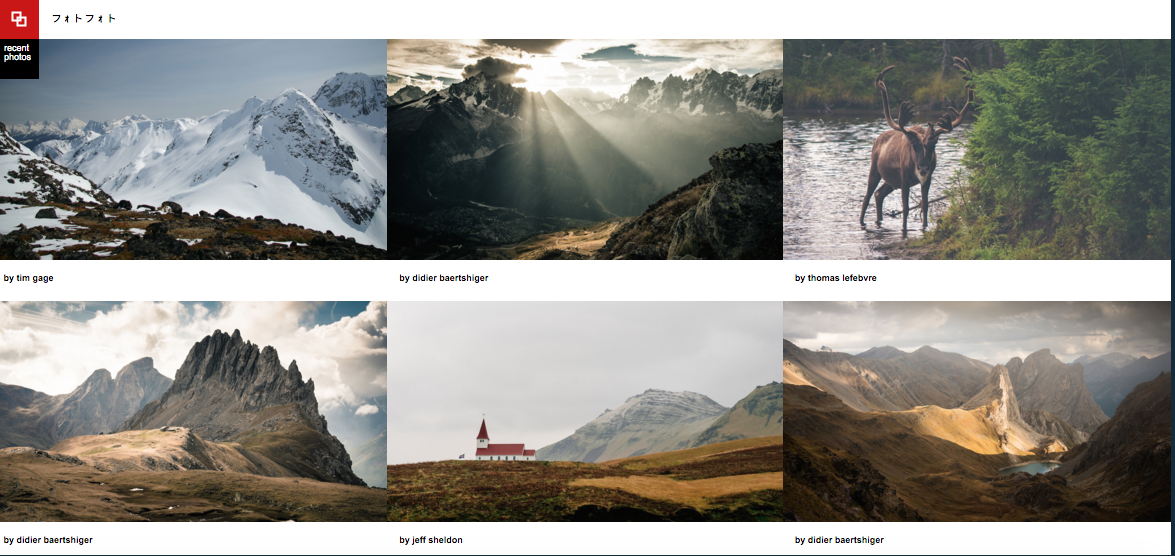 フォトフォト
recent
photos
by tim gage
by didier baertshiger
by thomas lefebvre
by didier baertshiger
by jeff sheldon
by didier baertshiger